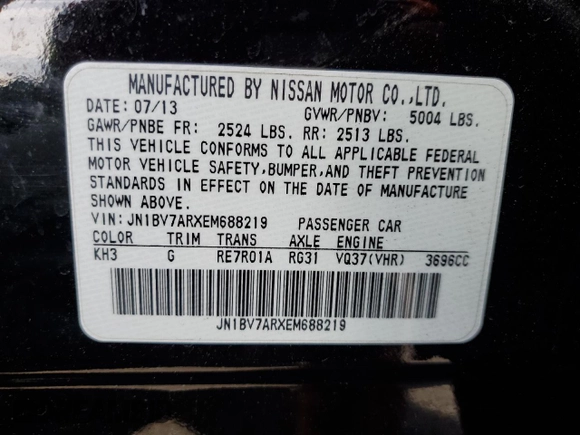 MANUFACTURED BY NISSAN MOTOR CO.,LTD.
DATE: 07/13 GVWR/PNBV: 5004 LBS.
GAWR/PNBE FR: 2524 LBS. RR: 2513 LBS.
THIS VEHICLE CONFORMS TO ALL APPLICABLE FEDERAL
MOTOR VEHICLE SAFETY,BUMPER,AND THEFT PREVENTION
STANDARDS IN EFFECT ON THE DATE OF MANUFACTURE
SHOWN ABOVE.
VIN: JN1BV7ARXEM688219 PASSENGER CAR
COLOR TRIM TRANS AXLE ENGINE
KH3 G RE7R01A RG31 VQ37(VHR) 3696CC
JN1BV7ARXEM688219